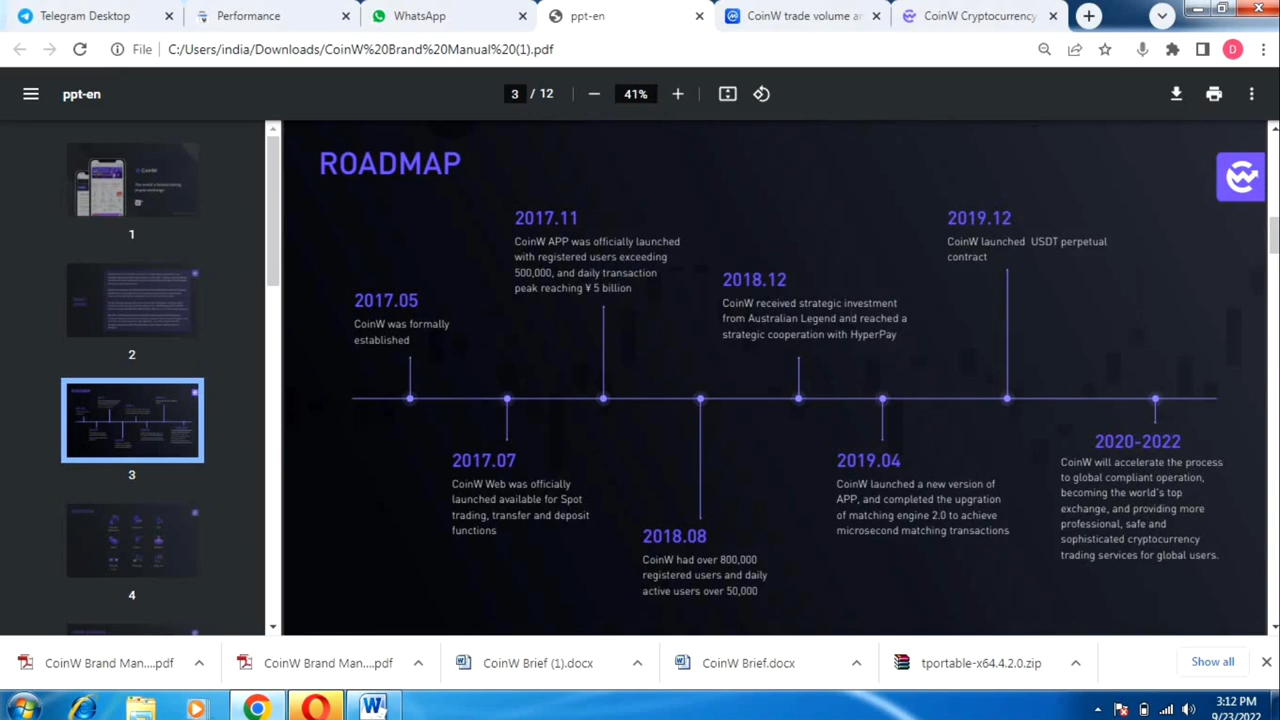 Telegram Desktop
Performance
WhatsApp
ppt-en
CoinW trade volume a
CoinW Cryptocurrency
File
C:/Users/india/Downloads/CoinW%20Brand%20Manual%20(1).pdf
D
ppt-en
3 / 12
41%
ROADMAP
2017.05
CoinW was formally
established
2017.07
CoinW Web was officially
launched available for Spot
trading, transfer and deposit
functions
2017.11
CoinW APP was officially launched
with registered users exceeding
500,000, and daily transaction
peak reaching ¥ 5 billion
2018.08
CoinW had over 800,000
registered users and daily
active users over 50,000
2018.12
CoinW received strategic investment
from Australian Legend and reached a
strategic cooperation with HyperPay
2019.04
CoinW launched a new version of
APP, and completed the upgration
of matching engine 2.0 to achieve
microsecond matching transactions
2019.12
CoinW launched USDT perpetual
contract
2020-2022
CoinW will accelerate the process
to global compliant operation,
becoming the world's top
exchange, and providing more
professional, safe and
sophisticated cryptocurrency
trading services for global users.
CoinW
1
2
ROADMAP
3
4
CoinW Brand Man....pdf
CoinW Brand Man....pdf
CoinW Brief (1).docx
CoinW Brief.docx
tportable-x64.4.2.0.zip
Show all
3:12 PM
9/23/2022